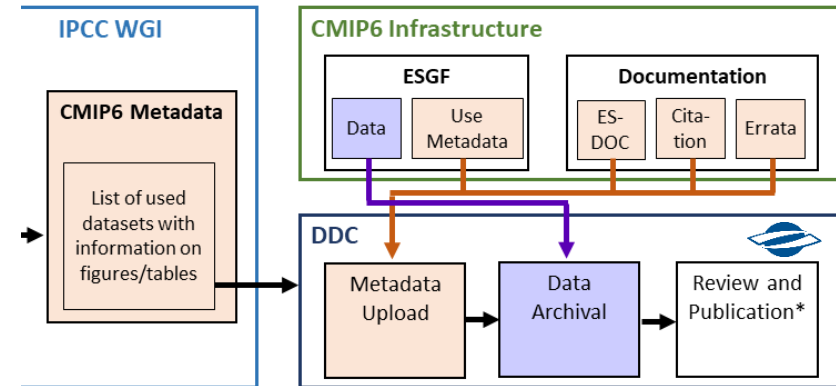 IPCC WGI
CMIP6 Metadata
List of used
datasets with
information on
figures/tables
CMIP6 Infrastructure
ESGF
Data
Use
Metadata
Documentation
ES-
DOC
Cita-
tion
Errata
DDC
Metadata
Upload
Data
Archival
Review and
Publication*